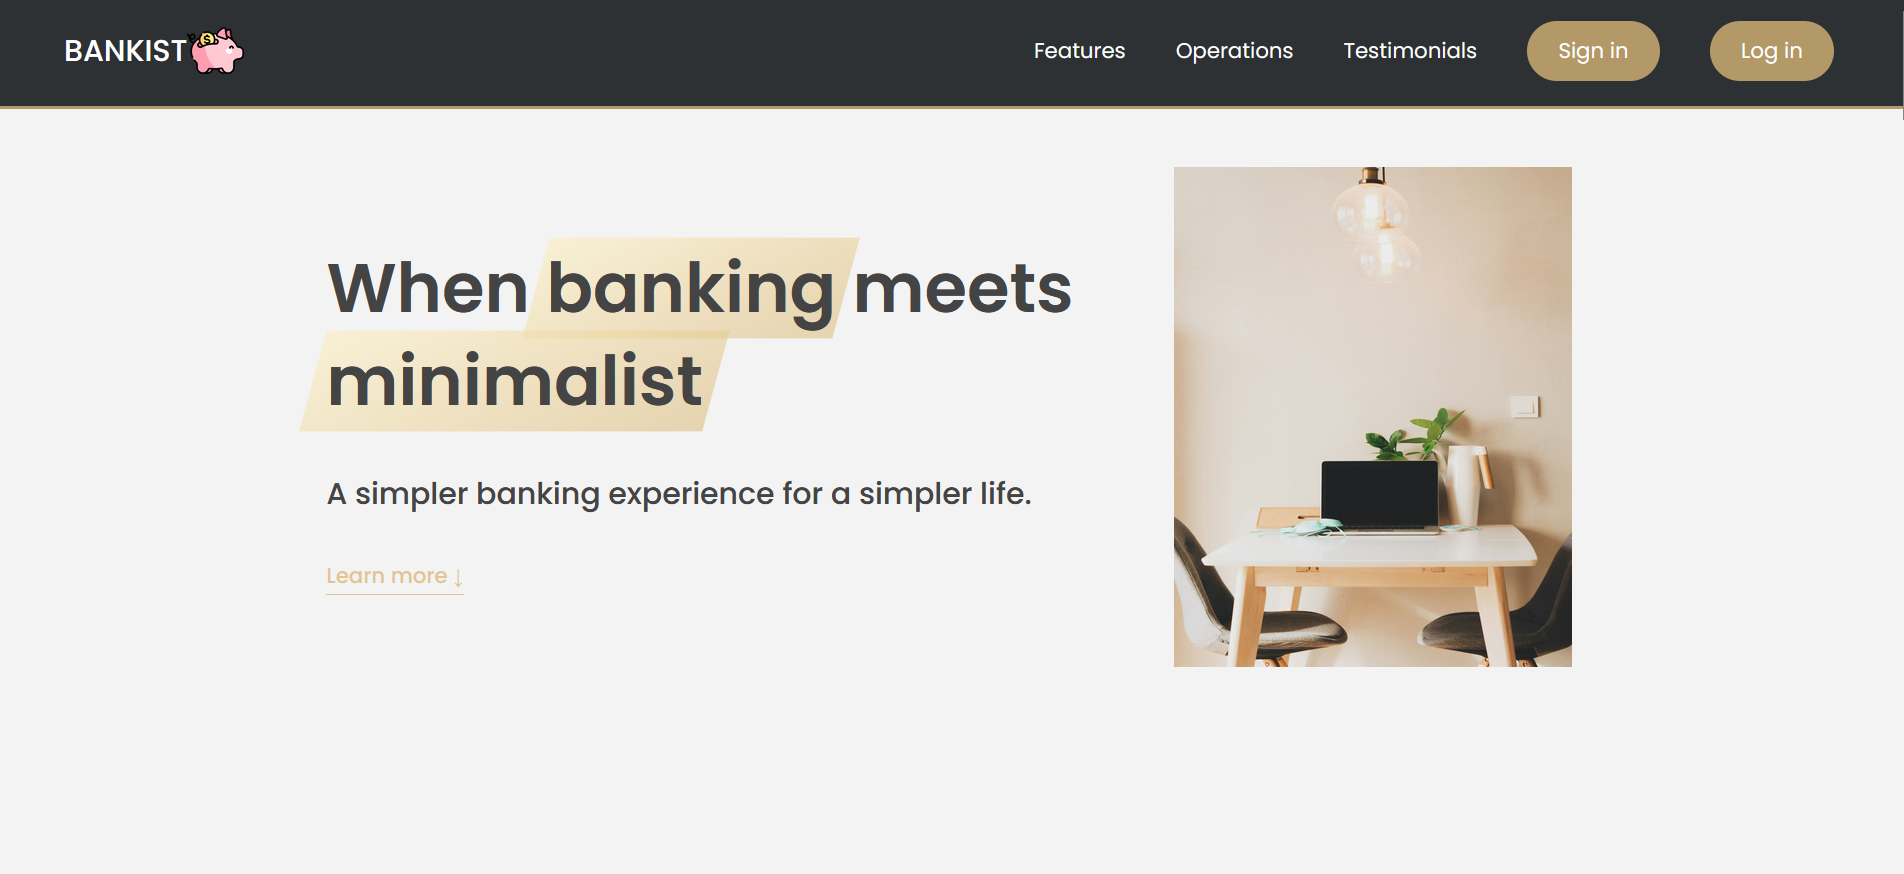 BANKIST
Features Operations Testimonials Sign in Log in
When banking meets
minimalist
A simpler banking experience for a simpler life.
Learn more ↓